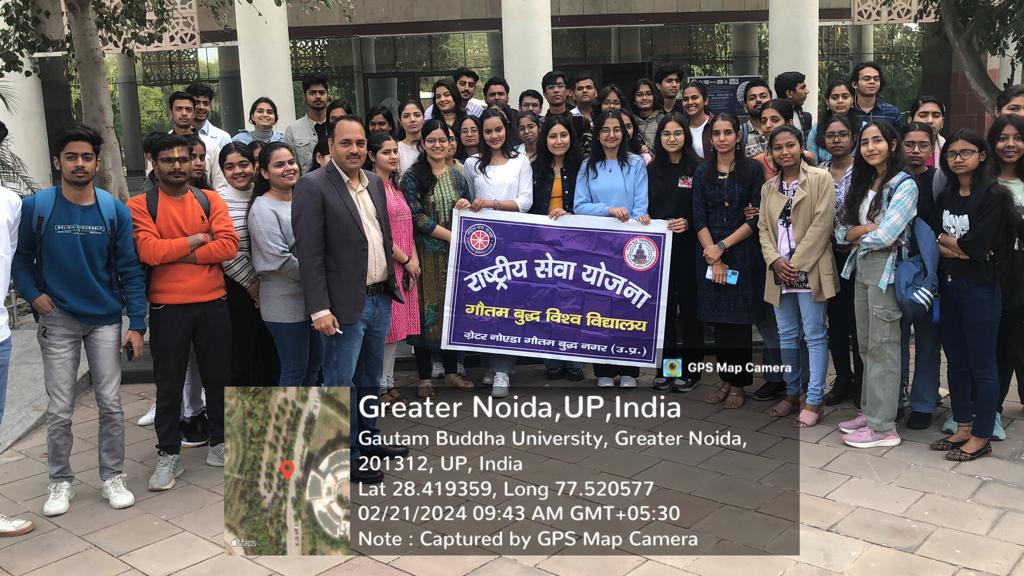 राष्ट्रीय सेवा योजना
गौतम बुद्ध विश्व विद्यालय
ग्रेटर नोएडा गौतम बुद्ध नगर (उ.प्र.)
GPS Map Camera
Greater Noida,UP,India
Gautam Buddha University, Greater Noida,
201312, UP, India
Lat 28.419359, Long 77.520577
02/21/2024 09:43 AM GMT+05:30
Note : Captured by GPS Map Camera
Maps